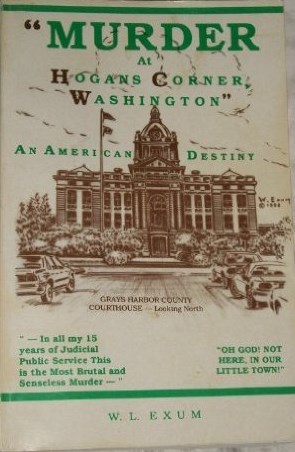 "MURDER
At
Hogans Corner,
Washington"
An American Destiny
W. Exum
© 1986
GRAYS HARBOR COUNTY
COURTHOUSE — Looking North
" — In all my 15
years of Judicial
Public Service This
is the Most Brutal and
Senseless Murder --- "
"OH GOD! NOT
HERE, IN OUR
LITTLE TOWN!"
W. L. EXUM